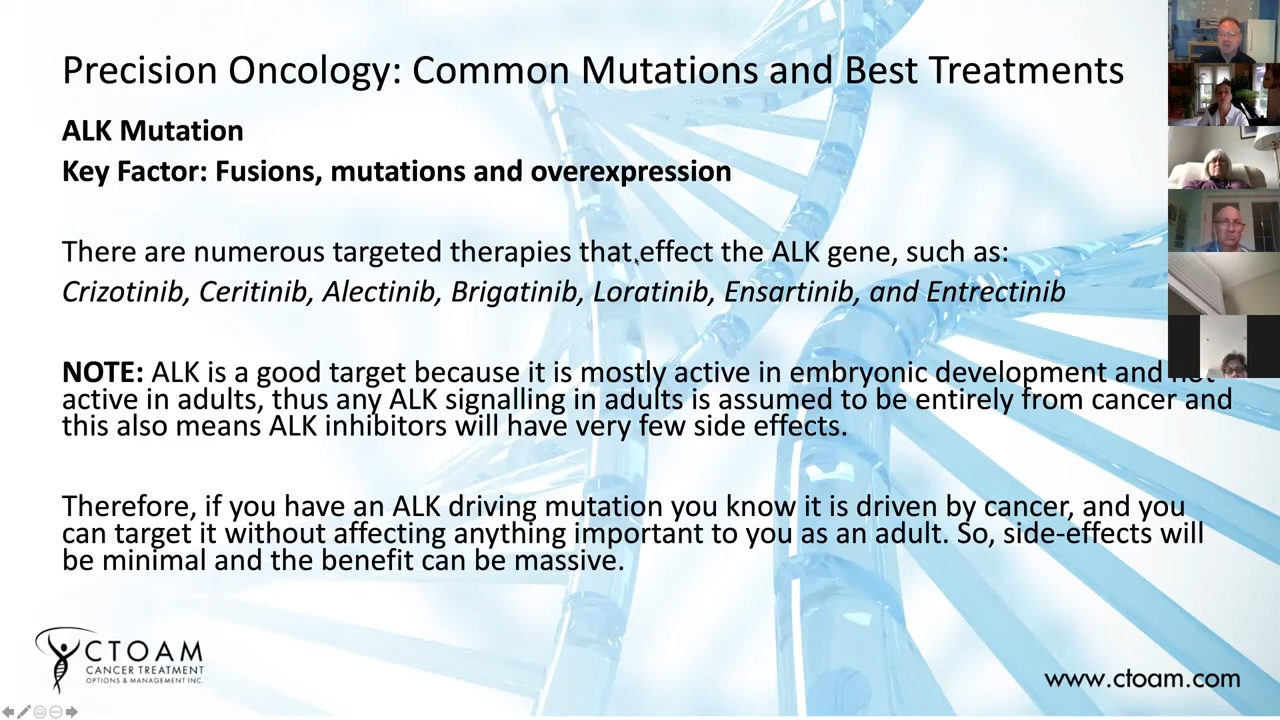 Precision Oncology: Common Mutations and Best Treatments
ALK Mutation
Key Factor: Fusions, mutations and overexpression
There are numerous targeted therapies that effect the ALK gene, such as:
Crizotinib, Ceritinib, Alectinib, Brigatinib, Loratinib, Ensartinib, and Entrectinib
NOTE: ALK is a good target because it is mostly active in embryonic development and not
active in adults, thus any ALK signalling in adults is assumed to be entirely from cancer and
this also means ALK inhibitors will have very few side effects.
Therefore, if you have an ALK driving mutation you know it is driven by cancer, and you
can target it without affecting anything important to you as an adult. So, side-effects will
be minimal and the benefit can be massive.
CTOAM
CANCER TREATMENT
OPTIONS & MANAGEMENT INC.
www.ctoam.com